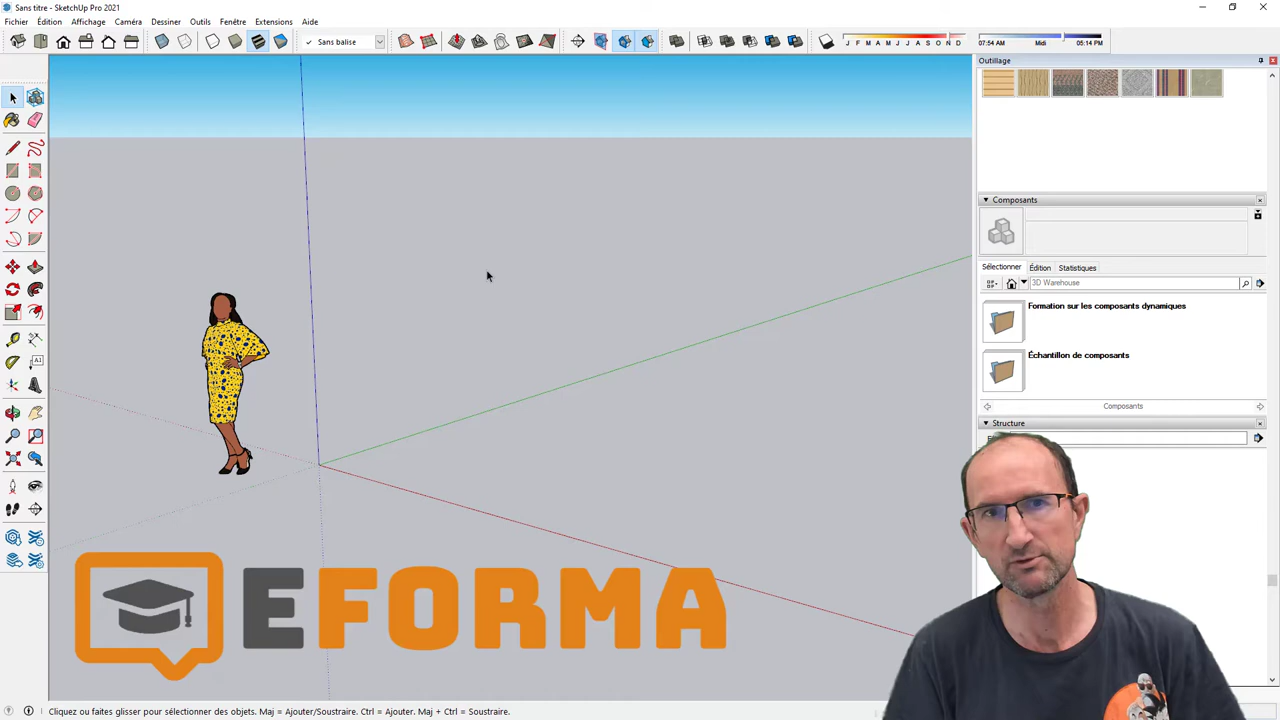 Sans titre - SketchUp Pro 2021
Fichier Édition Affichage Caméra Dessiner Outils Fenêtre Extensions Aide
Sans balise
J F M A M J J A S O N D
07:54 AM Midi 05:14 PM
Outillage
Composants
Sélectionner Édition Statistiques
3D Warehouse
Formation sur les composants dynamiques
Échantillon de composants
Composants
Structure
A1
EFORMA
Cliquez ou faites glisser pour sélectionner des objets. Maj = Ajouter/Soustraire. Ctrl = Ajouter. Maj + Ctrl = Soustraire.